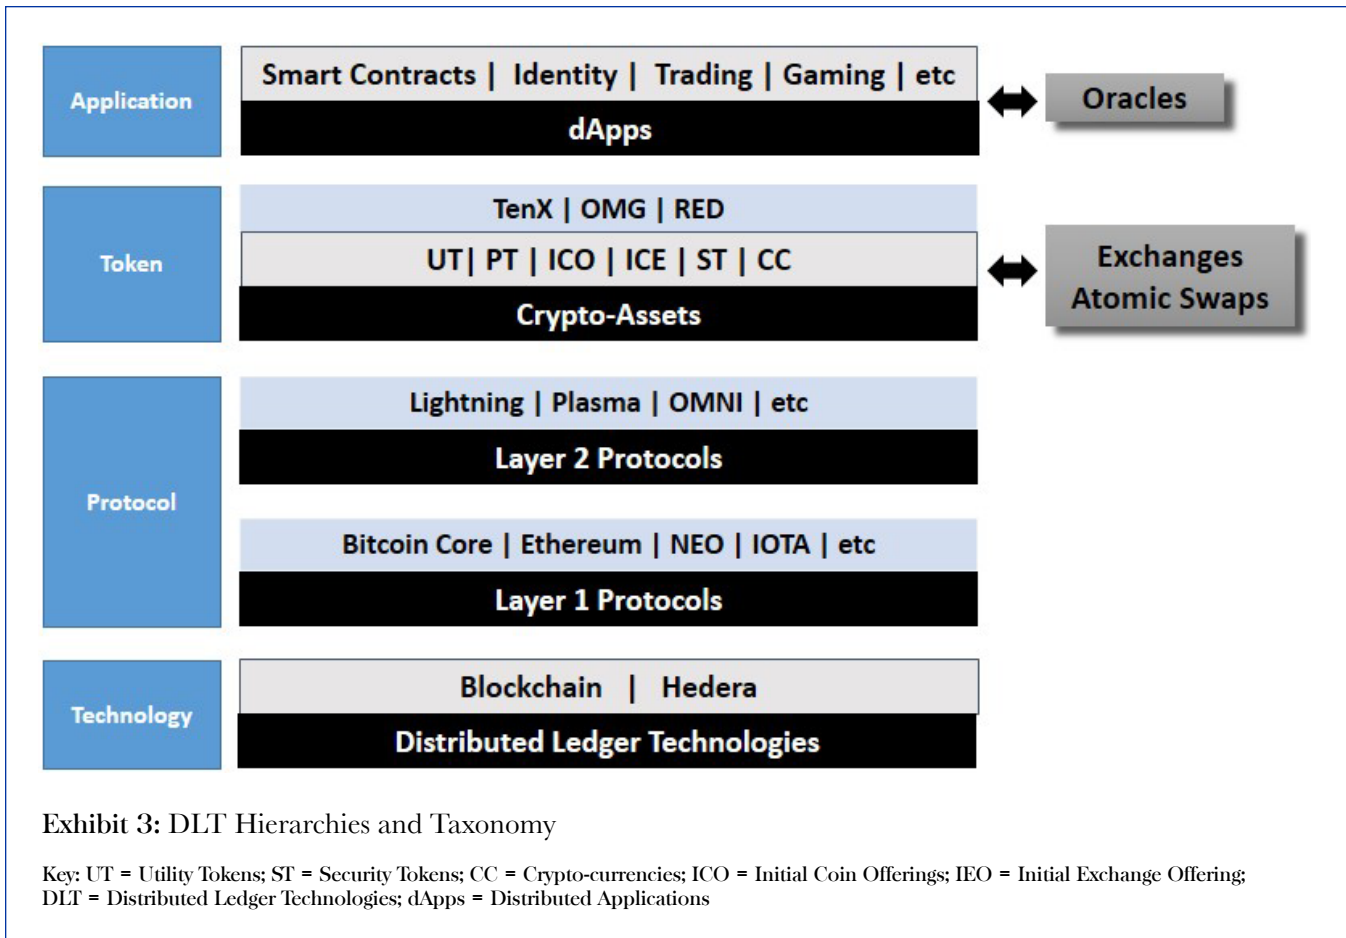 Application
Smart Contracts | Identity | Trading | Gaming | etc
dApps
Oracles
Token
TenX | OMG | RED
UT| PT | ICO | ICE | ST | CC
Crypto-Assets
Exchanges
Atomic Swaps
Protocol
Lightning | Plasma | OMNI | etc
Layer 2 Protocols
Bitcoin Core | Ethereum | NEO | IOTA | etc
Layer 1 Protocols
Technology
Blockchain | Hedera
Distributed Ledger Technologies
Exhibit 3: DLT Hierarchies and Taxonomy
Key: UT = Utility Tokens; ST = Security Tokens; CC = Crypto-currencies; ICO = Initial Coin Offerings; IEO = Initial Exchange Offering;
DLT = Distributed Ledger Technologies; dApps = Distributed Applications